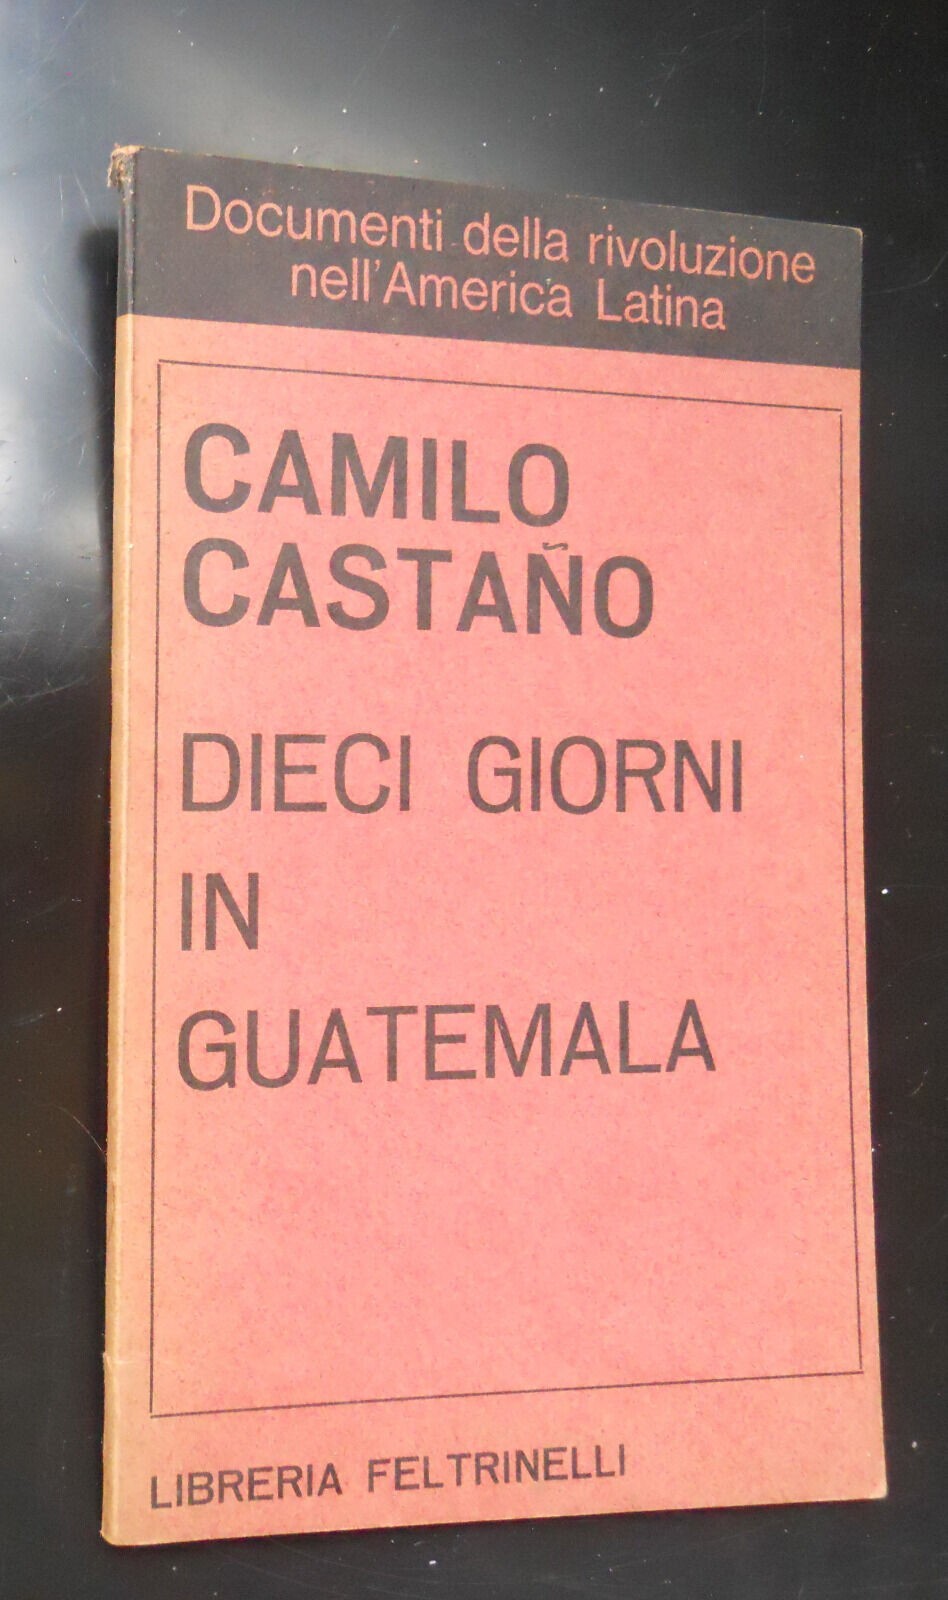 Documenti della rivoluzione
nell'America Latina
CAMILO
CASTAÑO
DIECI GIORNI
IN
GUATEMALA
LIBRERIA FELTRINELLI